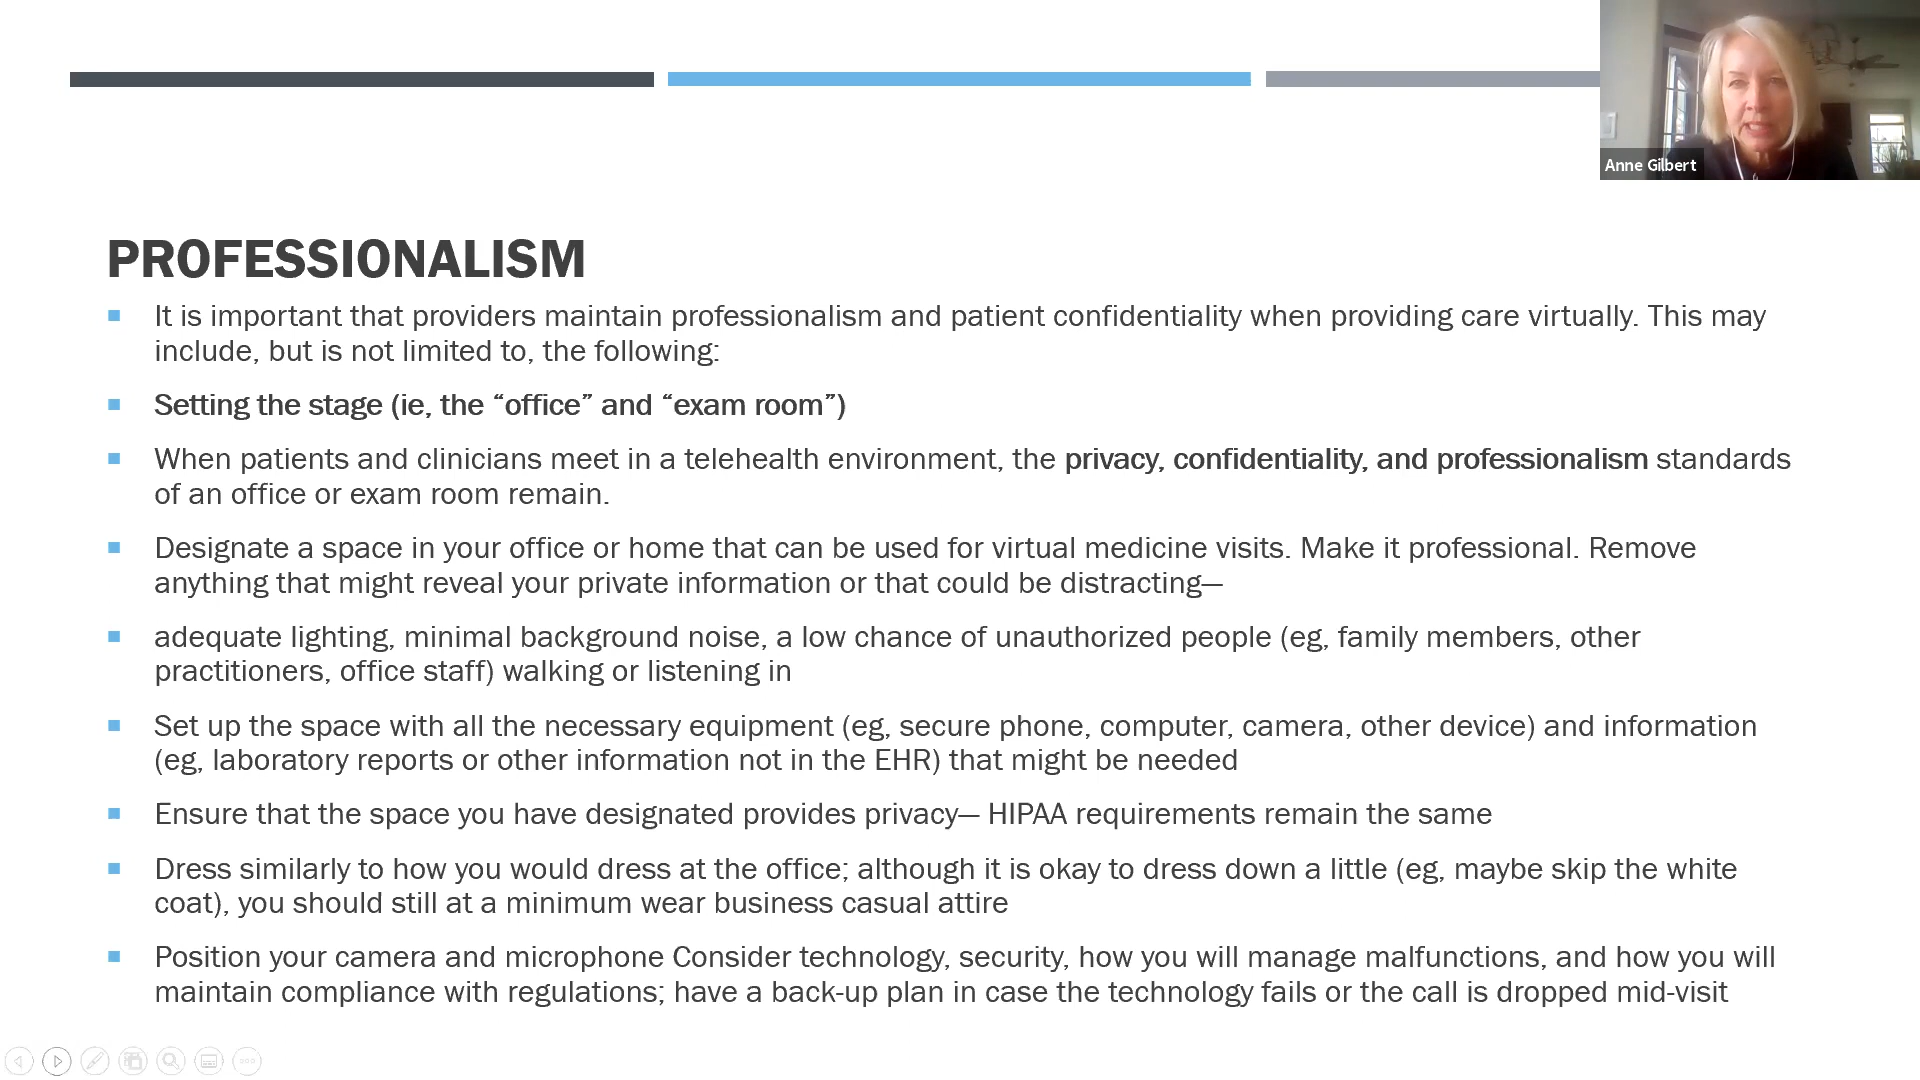 Anne Gilbert
PROFESSIONALISM
It is important that providers maintain professionalism and patient confidentiality when providing care virtually. This may
include, but is not limited to, the following:
Setting the stage (ie, the “office” and “exam room”)
When patients and clinicians meet in a telehealth environment, the privacy, confidentiality, and professionalism standards
of an office or exam room remain.
Designate a space in your office or home that can be used for virtual medicine visits. Make it professional. Remove
anything that might reveal your private information or that could be distracting—
adequate lighting, minimal background noise, a low chance of unauthorized people (eg, family members, other
practitioners, office staff) walking or listening in
Set up the space with all the necessary equipment (eg, secure phone, computer, camera, other device) and information
(eg, laboratory reports or other information not in the EHR) that might be needed
Ensure that the space you have designated provides privacy— HIPAA requirements remain the same
Dress similarly to how you would dress at the office; although it is okay to dress down a little (eg, maybe skip the white
coat), you should still at a minimum wear business casual attire
Position your camera and microphone Consider technology, security, how you will manage malfunctions, and how you will
maintain compliance with regulations; have a back-up plan in case the technology fails or the call is dropped mid-visit